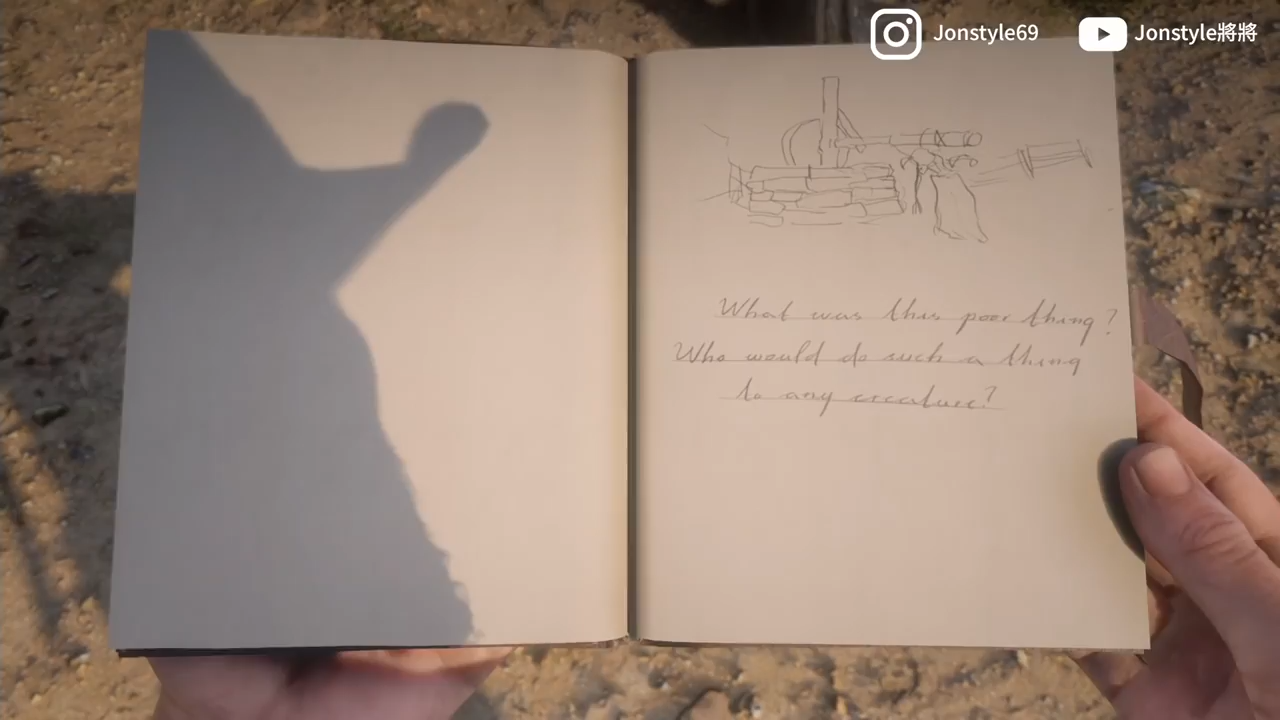 Jonstyle69
Jonstyle將將
What was this poor thing?
Who would do such a thing
to any creature?